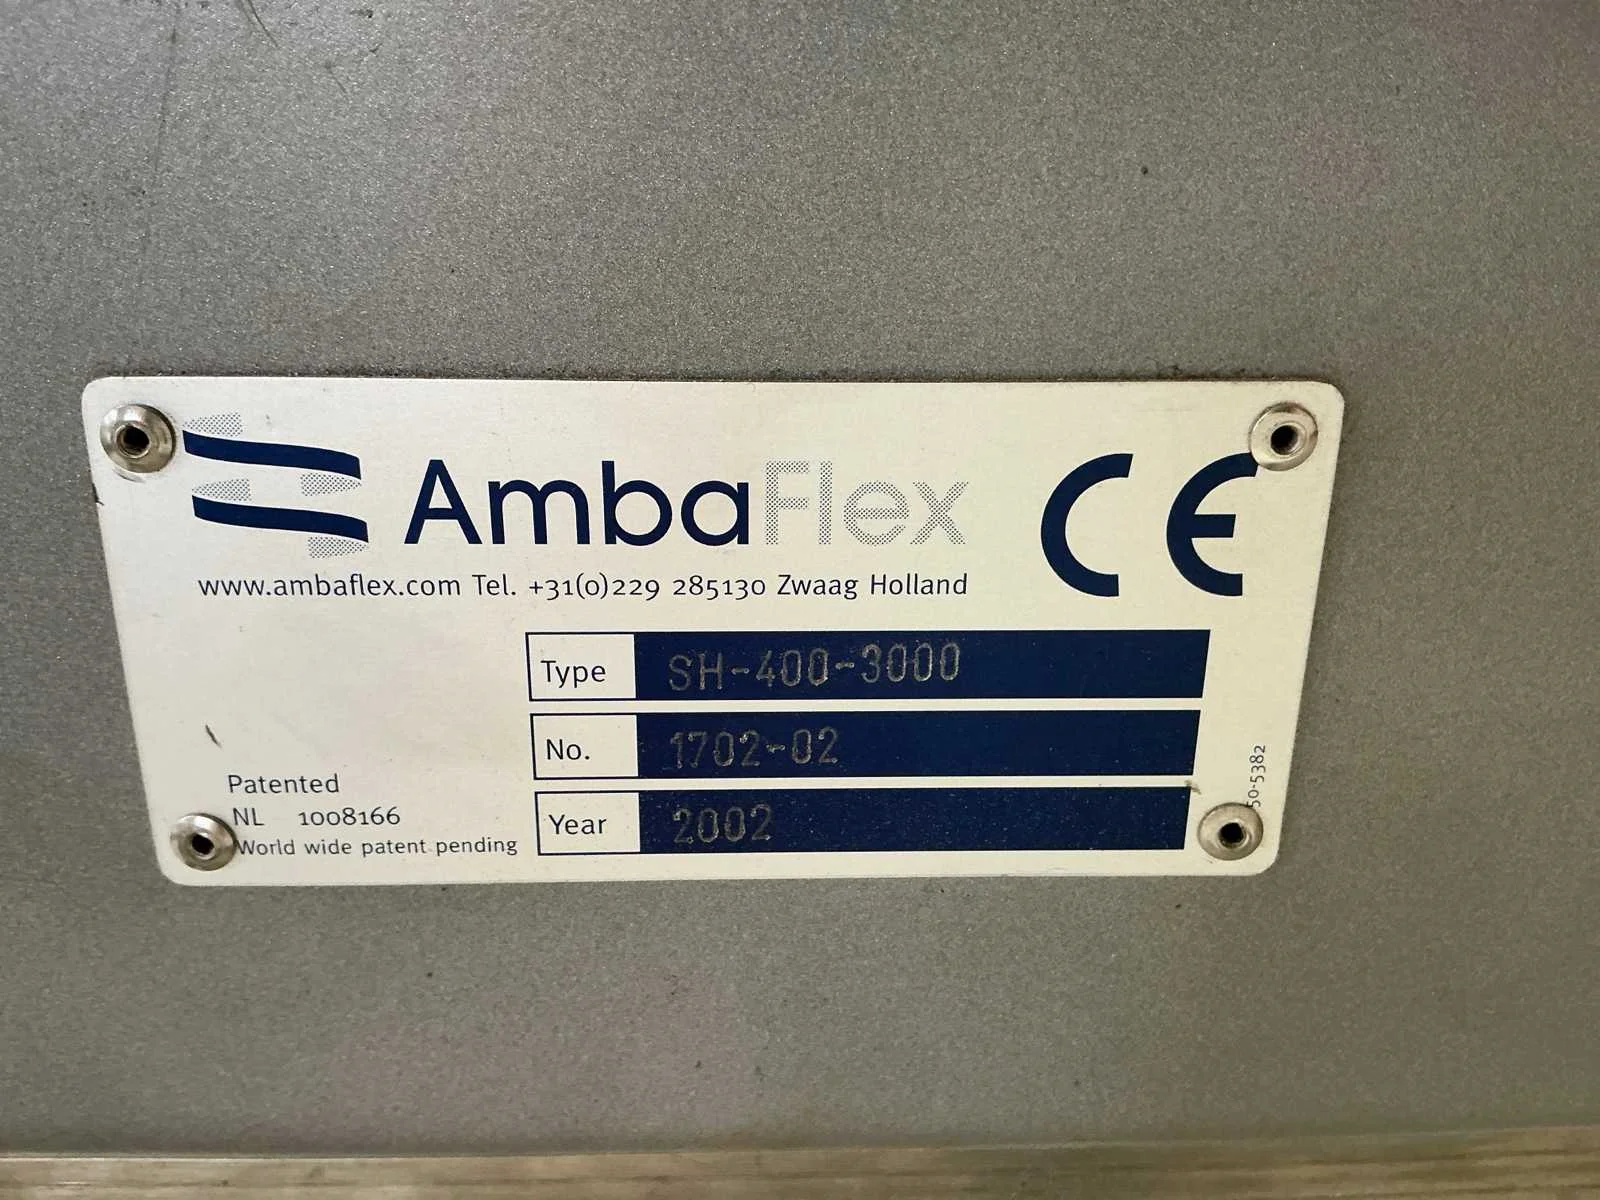 AmbaFlex CE
www.ambaflex.com Tel. +31(0)229 285130 Zwaag Holland
Type SH-400-3000
No. 1702-02
Year 2002
Patented
NL 1008166
World wide patent pending
50-5382